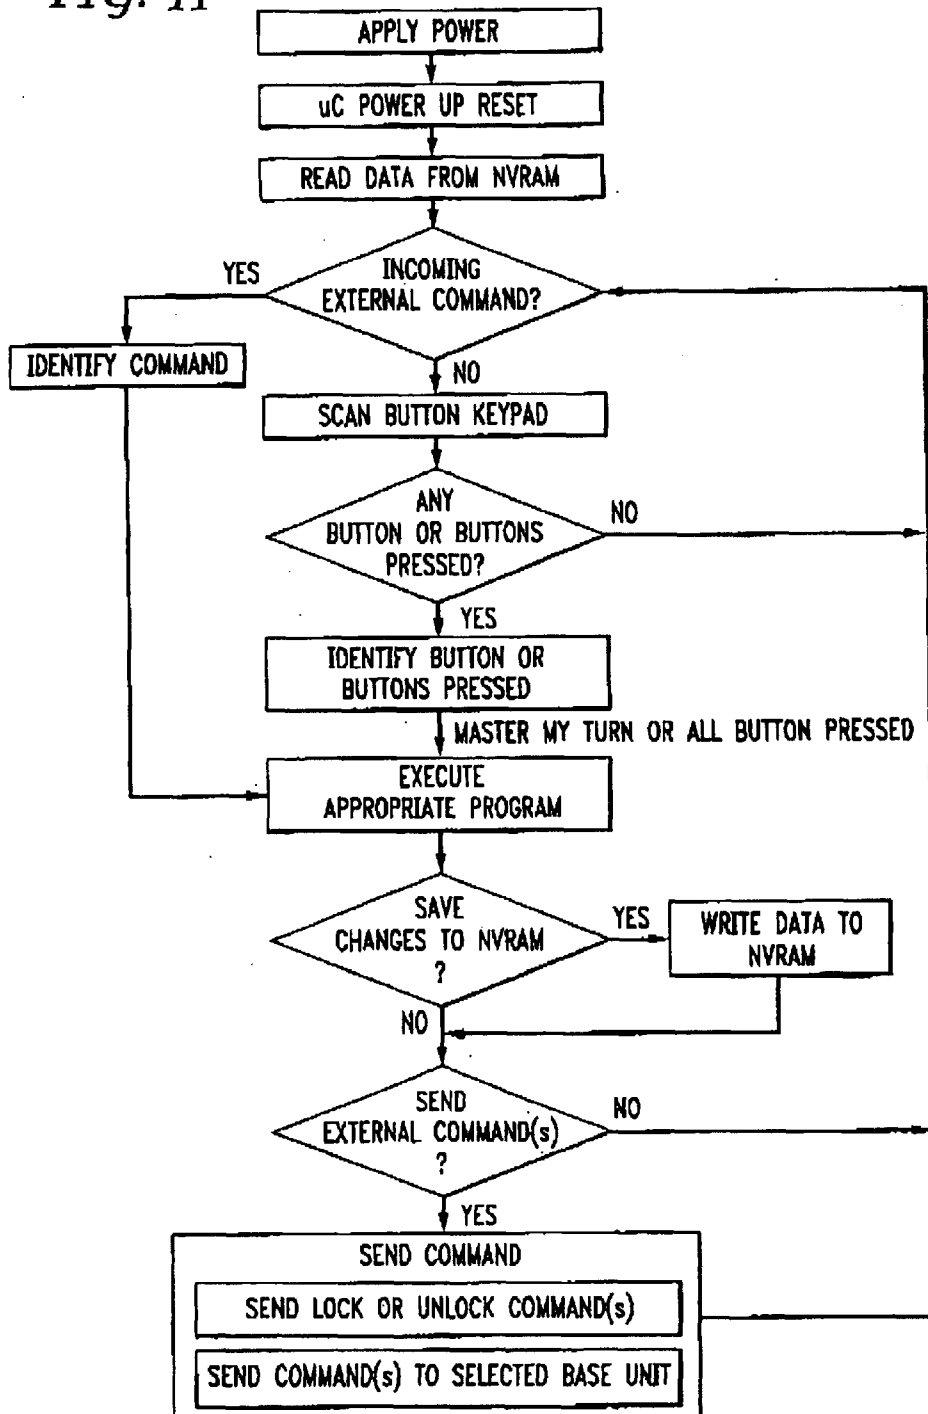 Fig. 11
APPLY POWER
uC POWER UP RESET
READ DATA FROM NVRAM
INCOMING
EXTERNAL COMMAND?
YES
IDENTIFY COMMAND
NO
SCAN BUTTON KEYPAD
ANY
BUTTON OR BUTTONS
PRESSED?
NO
YES
IDENTIFY BUTTON OR
BUTTONS PRESSED
MASTER MY TURN OR ALL BUTTON PRESSED
EXECUTE
APPROPRIATE PROGRAM
SAVE
CHANGES TO NVRAM
?
YES
WRITE DATA TO
NVRAM
NO
SEND
EXTERNAL COMMAND(s)
?
NO
YES
SEND COMMAND
SEND LOCK OR UNLOCK COMMAND(s)
SEND COMMAND(s) TO SELECTED BASE UNIT